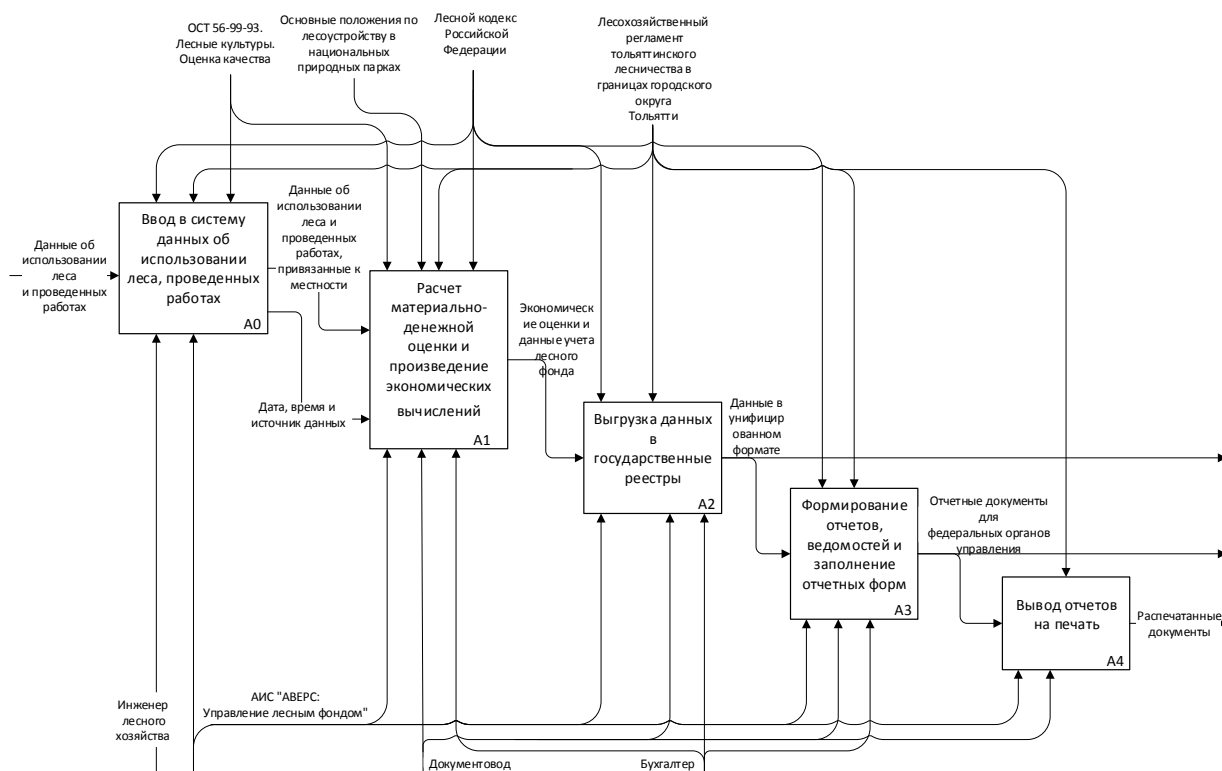 ОСТ 56-99-93.
Лесные культуры.
Оценка качества
Основные положения по
лесоустройству в
национальных
природных парках
Лесной кодекс
Российской
Федерации
Лесохозяйственный
регламент
тольяттинского
лесничества в
границах городского
округа
Тольятти
Данные об
использовании
леса
и проведенных
работах
Ввод в систему
данных об
использовании
леса, проведенных
работах
A0
Данные об
использовании
леса и
проведенных
работах,
привязанные к
местности
Дата, время и
источник данных
Расчет
материально-
денежной
оценки и
произведение
экономических
вычислений
A1
Экономическ
ие оценки и
данные учета
лесного
фонда
Выгрузка данных
в
государственные
реестры
A2
Данные в
унифицир
ованном
формате
Формирование
отчетов,
ведомостей и
заполнение
отчетных форм
A3
Отчетные документы
для
федеральных органов
управления
Вывод отчетов
на печать
A4
Распечатанные
документы
Инженер
лесного
хозяйства
АИС "АВЕРС:
Управление лесным фондом"
Документовод
Бухгалтер